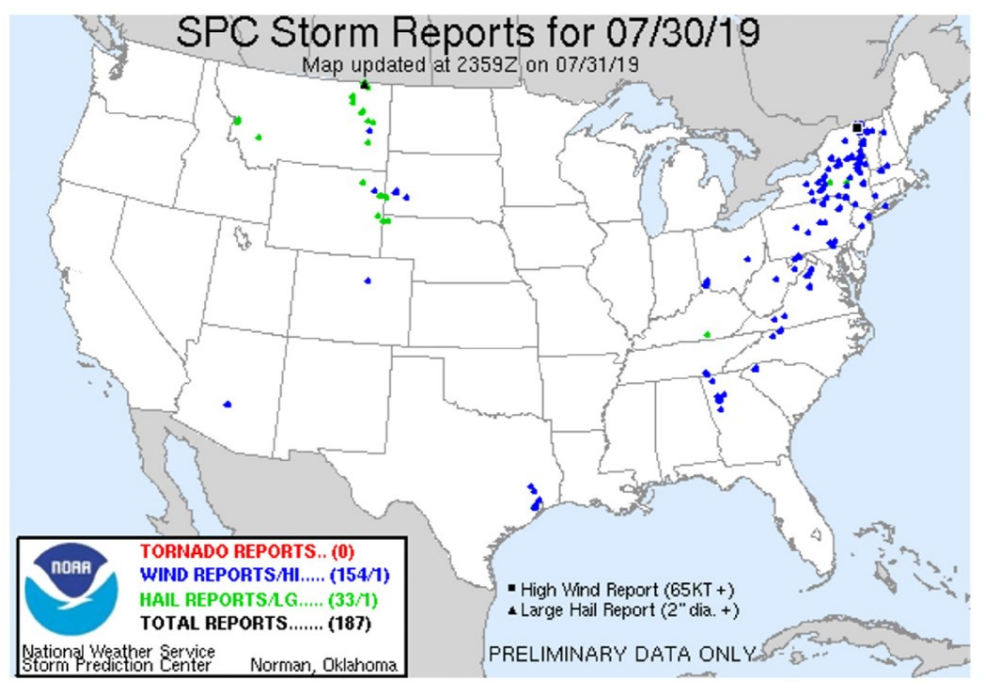 SPC Storm Reports for 07/30/19
Map updated at 2359Z on 07/31/19
NOAA
TORNADO REPORTS.. (0)
WIND REPORTS/HI..... (154/1)
HAIL REPORTS/LG..... (33/1)
TOTAL REPORTS....... (187)
National Weather Service
Storm Prediction Center
Norman, Oklahoma
High Wind Report (65KT +)
Large Hail Report (2" dia. +)
PRELIMINARY DATA ONLY